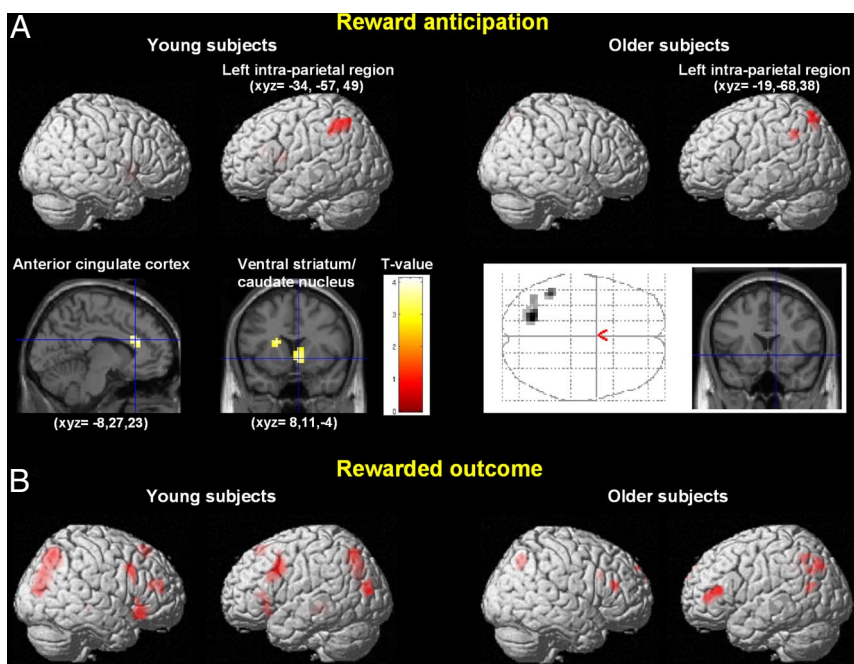 A
Reward anticipation
Young subjects
Older subjects
Left intra-parietal region
(xyz= -34, -57, 49)
Left intra-parietal region
(xyz= -19,-68,38)
Anterior cingulate cortex
(xyz= -8,27,23)
Ventral striatum/
caudate nucleus
(xyz= 8,11,-4)
T-value
4
3
2
1
0
<
B
Rewarded outcome
Young subjects
Older subjects